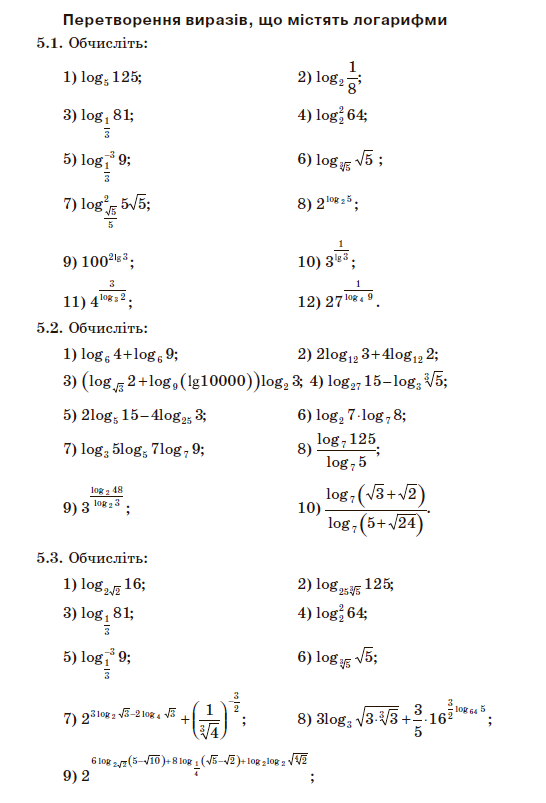 Перетворення виразів, що містять логарифми
5.1. Обчисліть:
1) log₅ 125; 2) log₂ 1/8;
3) log_{1/3} 81; 4) log₂² 64;
5) log_{1/3}^{-3} 9; 6) log_{∛5} √5 ;
7) log²_{√5/5} 5√5; 8) 2^{log₂ 5};
9) 100^{2lg 3}; 10) 3^{1/lg 3};
11) 4^{3/log₃ 2}; 12) 27^{1/log₄ 9}.
5.2. Обчисліть:
1) log₆ 4+log₆ 9; 2) 2log₁₂ 3+4log₁₂ 2;
3) (log_{√3} 2+log₉(lg10000))log₂ 3; 4) log₂₇ 15−log₃ ∛5;
5) 2log₅ 15−4log₂₅ 3; 6) log₂ 7·log₇ 8;
7) log₃ 5log₅ 7log₇ 9; 8) log₇ 125/log₇ 5;
9) 3^{log₂ 48/log₂ 3}; 10) log₇(√3+√2)/log₇(5+√24).
5.3. Обчисліть:
1) log_{2√2} 16; 2) log_{25∛5} 125;
3) log_{1/3} 81; 4) log₂² 64;
5) log_{1/3}^{-3} 9; 6) log_{∛5} √5;
7) 2^{3log₂ √3−2log₄ √3}+(1/∛4)^{-3/2}; 8) 3log₃ √(3·∛3)+3/5·16^{3/2 log₆₄ 5};
9) 2^{6log_{2√2}(5−√10)+8log_{1/4}(√5−√2)+log₂log₂ √(∜2)};